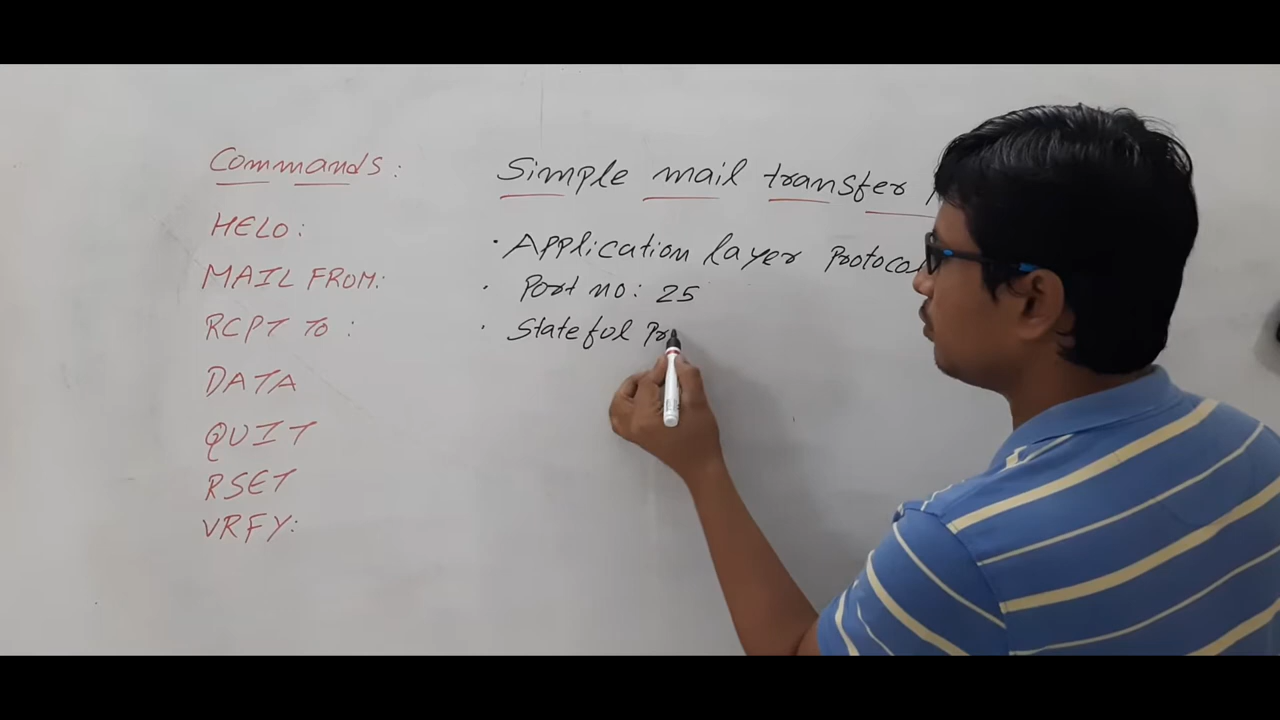 Commands:
HELO:
MAIL FROM:
RCPT TO:
DATA
QUIT
RSET
VRFY:
Simple mail transfer
· Application layer Protocol
· Port no: 25
· Stateful Pr